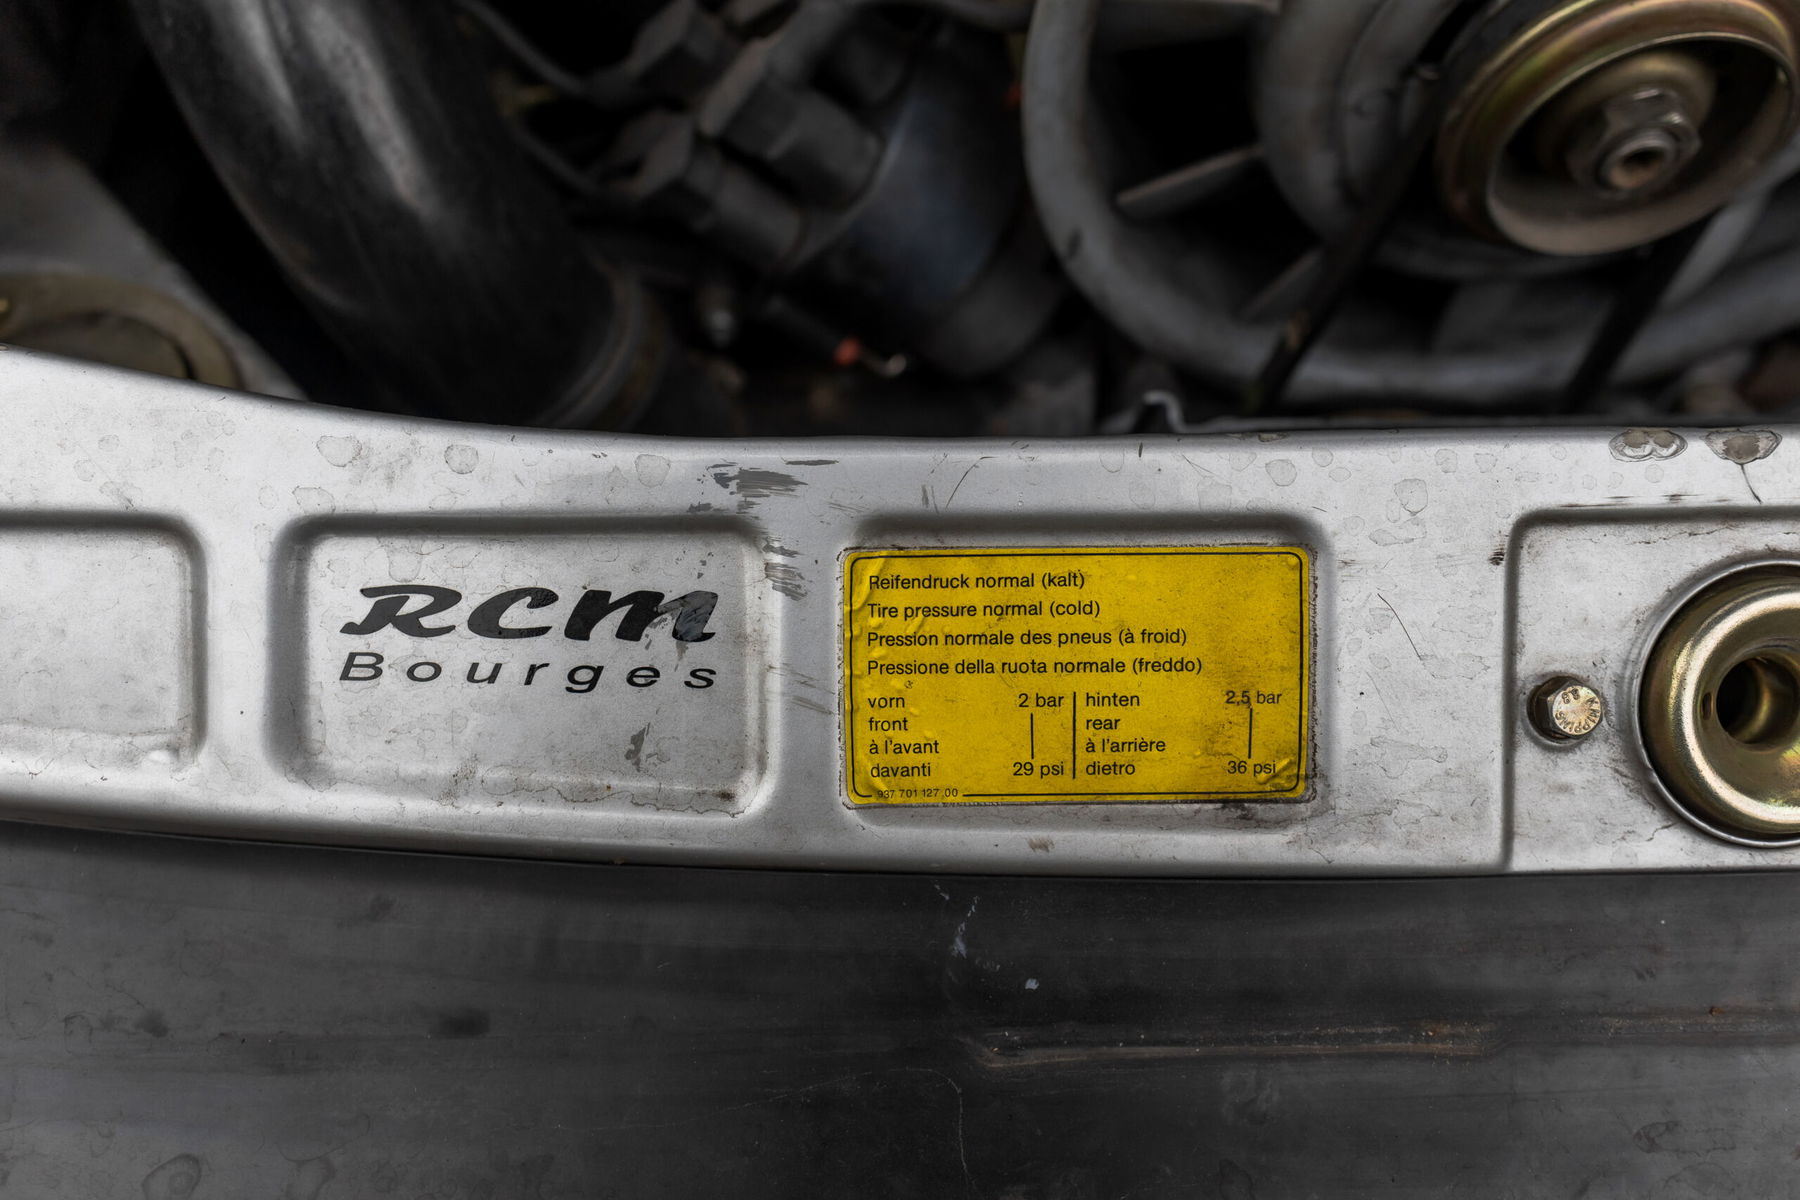 RCM
Bourges
Reifendruck normal (kalt)
Tire pressure normal (cold)
Pression normale des pneus (à froid)
Pressione della ruota normale (freddo)
vorn 2 bar hinten 2,5 bar
front rear
à l'avant à l'arrière
davanti 29 psi dietro 36 psi
937 701 127 00
8.8